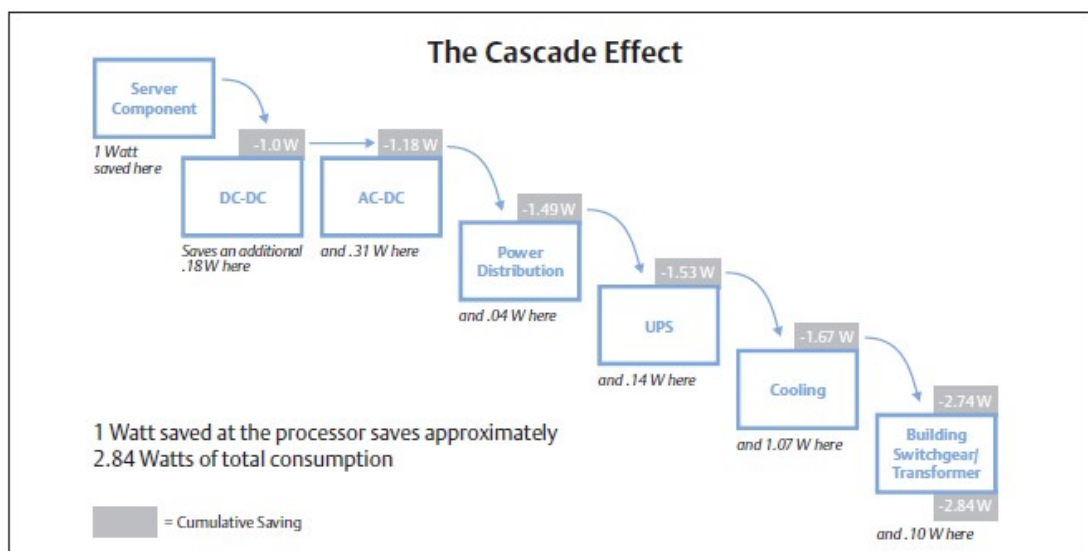 The Cascade Effect
Server
Component
1 Watt
saved here
-1.0 W
DC-DC
Saves an additional
.18W here
-1.18 W
AC-DC
and .31 W here
-1.49 W
Power
Distribution
and .04 W here
-1.53 W
UPS
and .14 W here
-1.67 W
Cooling
and 1.07 W here
-2.74 W
Building
Switchgear/
Transformer
-2.84 W
and .10 W here
1 Watt saved at the processor saves approximately
2.84 Watts of total consumption
= Cumulative Saving